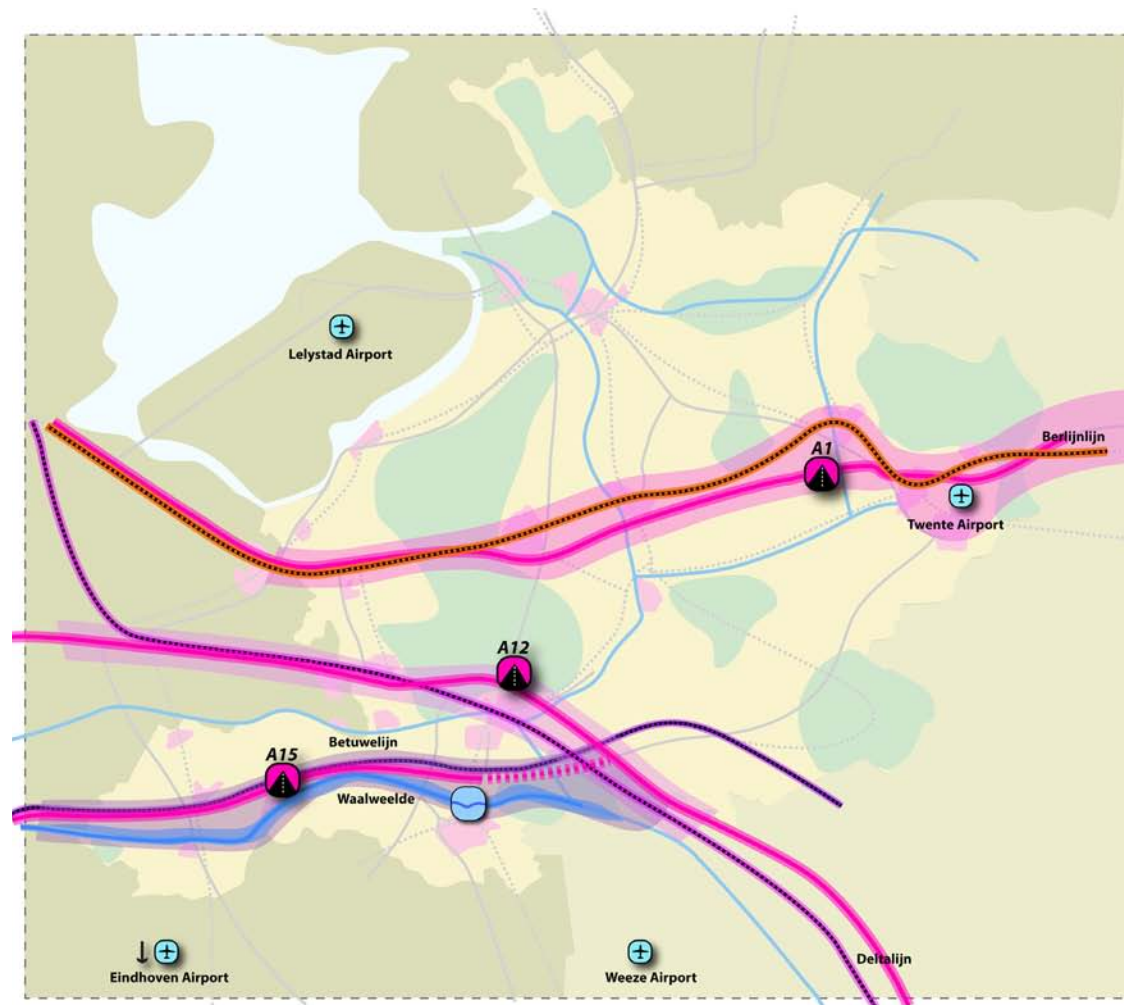 Lelystad Airport
Berlijnlijn
A1
Twente Airport
A12
Betuwelijn
A15
Waalweelde
Deltalijn
Eindhoven Airport
Weeze Airport